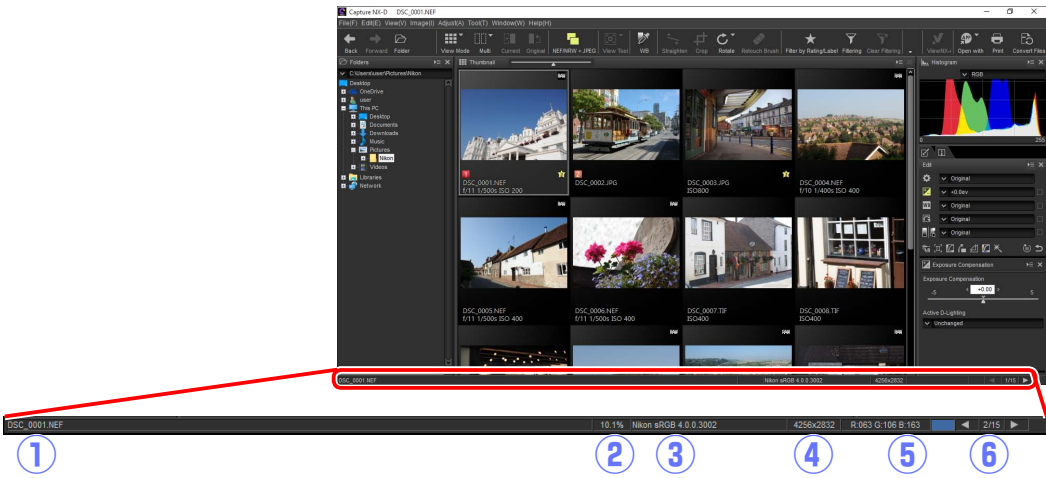 Capture NX-D DSC_0001.NEF
File(F) Edit(E) View(V) Image(I) Adjust(A) Tool(T) Window(W) Help(H)
Back Forward Folder View Mode Multi Current Original NEF/NRW + JPEG View Tool WB Straighten Crop Rotate Retouch Brush Filter by Rating/Label Filtering Clear Filtering ViewNX-i Open with Print Convert Files
Folders Thumbnail Histogram
C:\Users\user\Pictures\Nikon
RGB
Desktop
OneDrive
user
This PC
Desktop
Documents
Downloads
Music
Pictures
Nikon
Videos
Libraries
Network
0 255
Edit
Original
+0.0ev
Original
Original
Original
Exposure Compensation
Exposure Compensation
-5 +0.00 5
Active D-Lighting
Unchanged
DSC_0001.NEF
f/11 1/500s ISO 200
DSC_0002.JPG
DSC_0003.JPG
ISO800
DSC_0004.NEF
f/10 1/400s ISO 400
DSC_0005.NEF
f/11 1/500s ISO 400
DSC_0006.NEF
f/11 1/500s ISO 400
DSC_0007.TIF
ISO400
DSC_0008.TIF
ISO400
DSC_0001.NEF Nikon sRGB 4.0.0.3002 4256x2832 1/15
DSC_0001.NEF 10.1% Nikon sRGB 4.0.0.3002 4256x2832 R:063 G:106 B:163 2/15
1 2 3 4 5 6